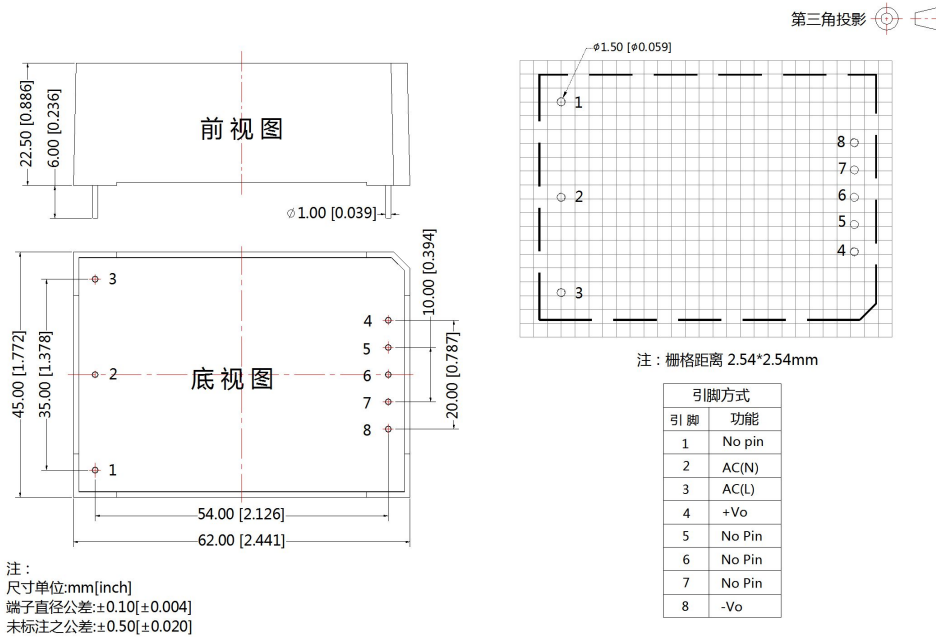 第三角投影
ϕ1.50 [ϕ0.059]
22.50 [0.886]
6.00 [0.236]
前视图
∅1.00 [0.039]
1
2
3
8
7
6
5
4
注：栅格距离 2.54*2.54mm
45.00 [1.772]
35.00 [1.378]
3
2
1
底视图
4
5
6
7
8
10.00 [0.394]
20.00 [0.787]
54.00 [2.126]
62.00 [2.441]
引脚方式
引 脚 功能
1 No pin
2 AC(N)
3 AC(L)
4 +Vo
5 No Pin
6 No Pin
7 No Pin
8 -Vo
注：
尺寸单位:mm[inch]
端子直径公差:±0.10[±0.004]
未标注之公差:±0.50[±0.020]